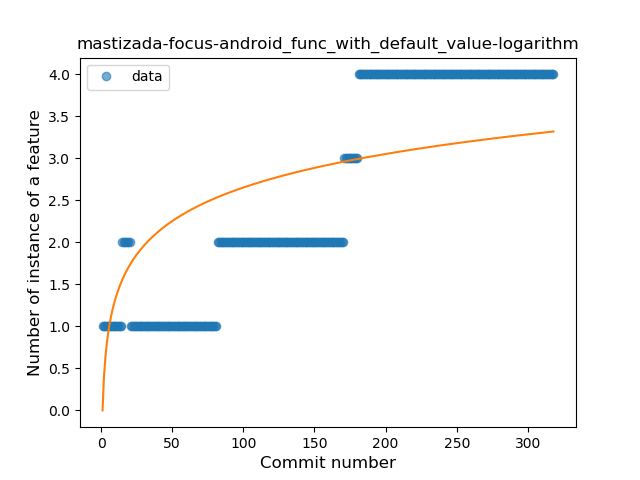 mastizada-focus-android_func_with_default_value-logarithm
data
Number of instance of a feature
4.0
3.5
3.0
2.5
2.0
1.5
1.0
0.5
0.0
0 50 100 150 200 250 300
Commit number